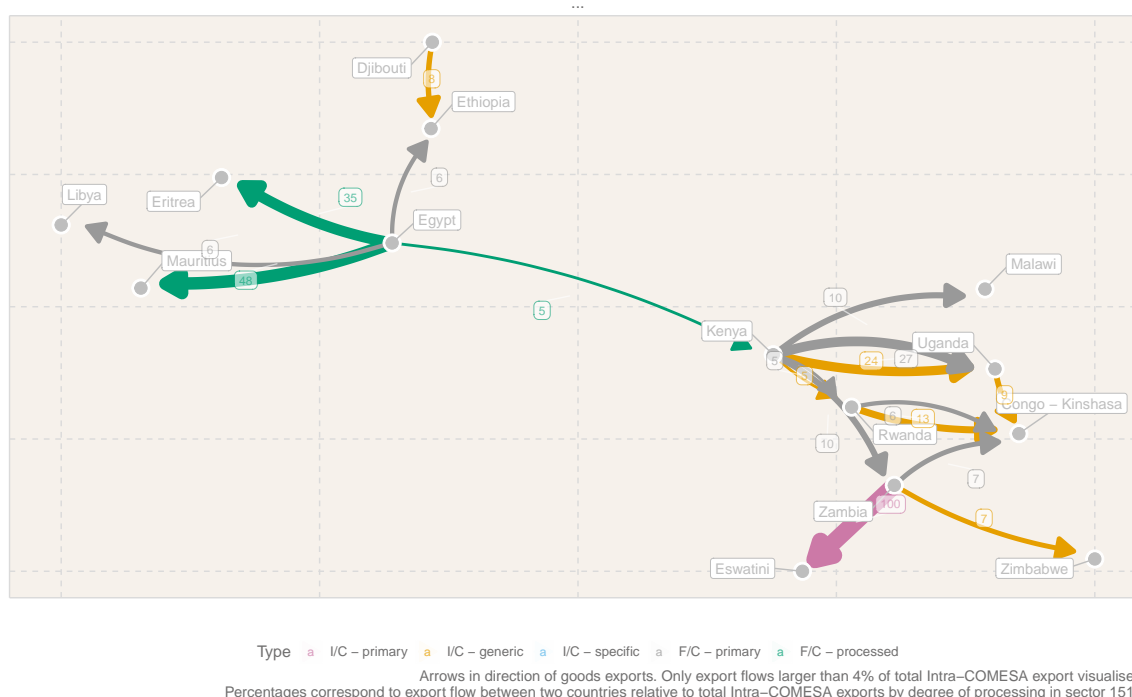 ...
Djibouti
8
Ethiopia
6
Libya
Eritrea
35
Egypt
6
Mauritius
48
5
Malawi
10
Kenya
Uganda
5
24
27
5
9
Congo – Kinshasa
6
13
Rwanda
10
7
Zambia
100
7
Eswatini
Zimbabwe
Type a I/C – primary a I/C – generic a I/C – specific a F/C – primary a F/C – processed
Arrows in direction of goods exports. Only export flows larger than 4% of total Intra–COMESA export visualise
Percentages correspond to export flow between two countries relative to total Intra–COMESA exports by degree of processing in sector 151